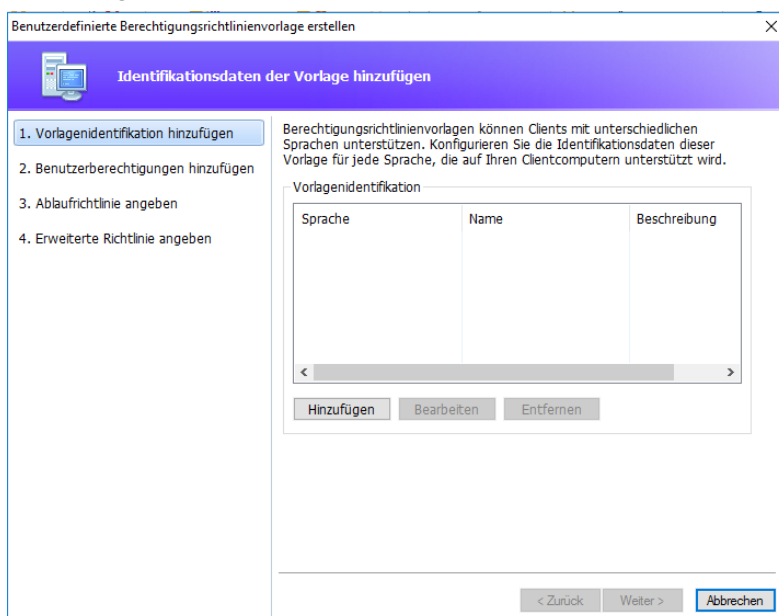 Benutzerdefinierte Berechtigungsrichtlinienvorlage erstellen
Identifikationsdaten der Vorlage hinzufügen
1. Vorlagenidentifikation hinzufügen
2. Benutzerberechtigungen hinzufügen
3. Ablaufrichtlinie angeben
4. Erweiterte Richtlinie angeben
Berechtigungsrichtlinienvorlagen können Clients mit unterschiedlichen
Sprachen unterstützen. Konfigurieren Sie die Identifikationsdaten dieser
Vorlage für jede Sprache, die auf Ihren Clientcomputern unterstützt wird.
Vorlagenidentifikation
Sprache Name Beschreibung
Hinzufügen Bearbeiten Entfernen
< Zurück Weiter > Abbrechen